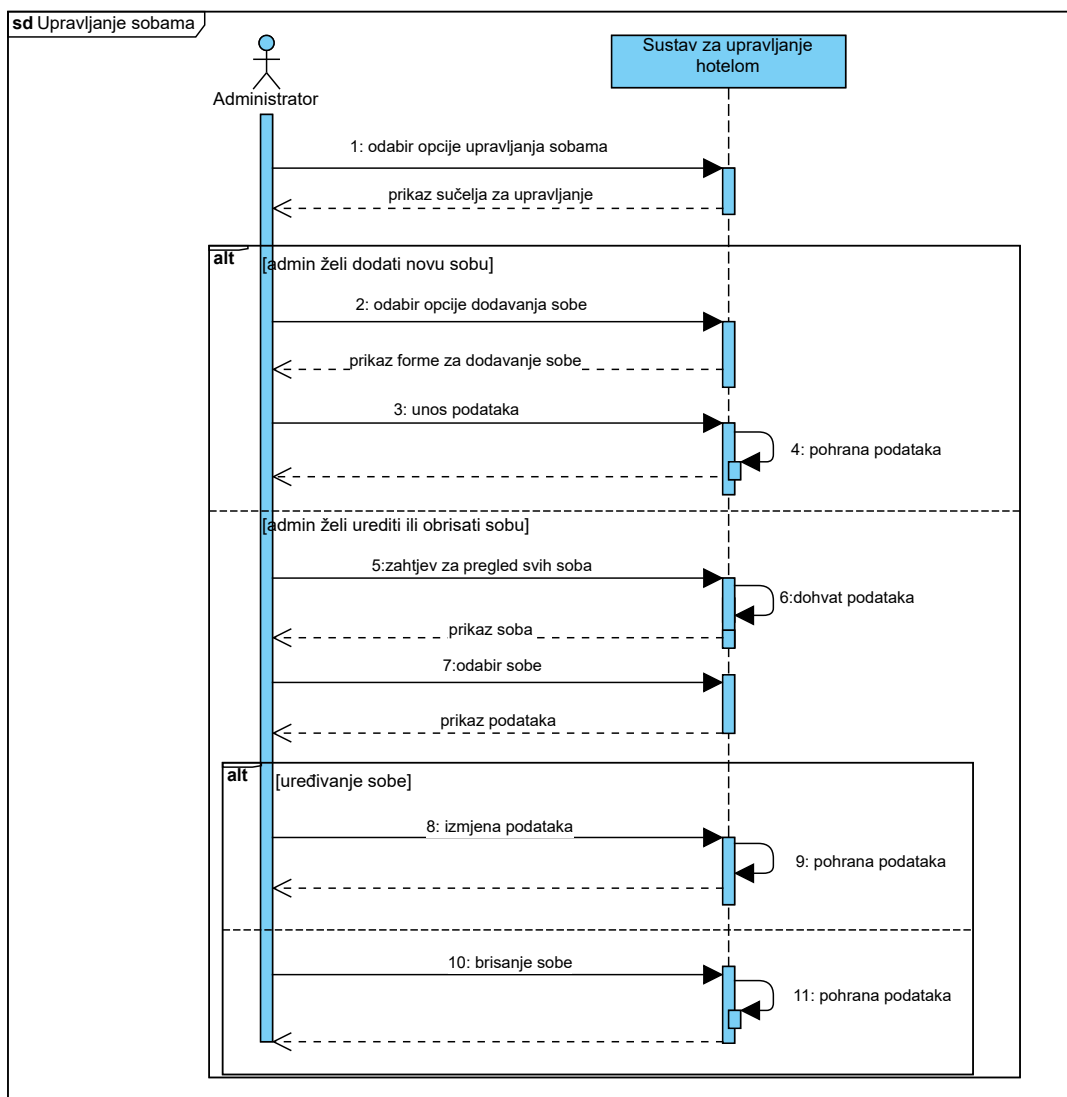 sd Upravljanje sobama
Sustav za upravljanje
hotelom
Administrator
1: odabir opcije upravljanja sobama
prikaz sučelja za upravljanje
alt
[admin želi dodati novu sobu]
2: odabir opcije dodavanja sobe
prikaz forme za dodavanje sobe
3: unos podataka
4: pohrana podataka
[admin želi urediti ili obrisati sobu]
5:zahtjev za pregled svih soba
6:dohvat podataka
prikaz soba
7:odabir sobe
prikaz podataka
alt
[uređivanje sobe]
8: izmjena podataka
9: pohrana podataka
10: brisanje sobe
11: pohrana podataka